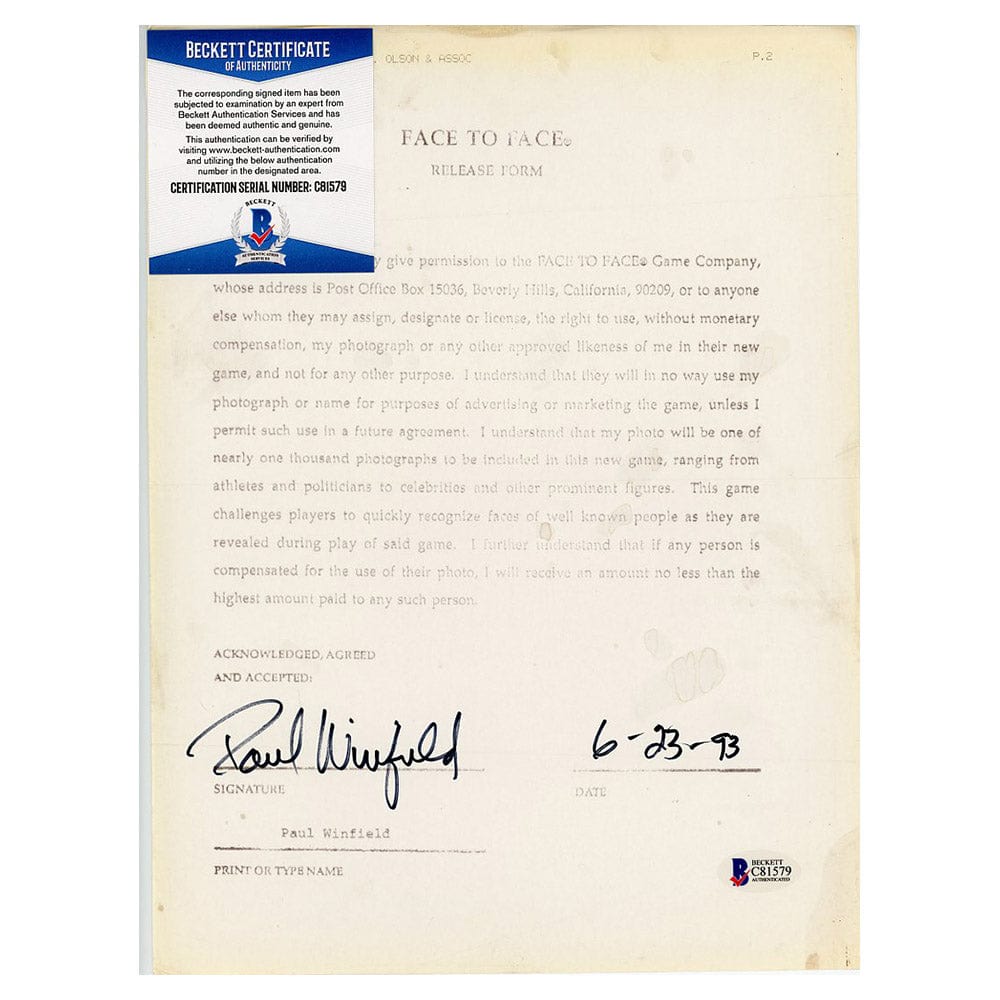 BECKETT CERTIFICATE
OF AUTHENTICITY
The corresponding signed item has been
subjected to examination by an expert from
Beckett Authentication Services and has
been deemed authentic and genuine.
This authentication can be verified by
visiting www.beckett-authentication.com
and utilizing the below authentication
number in the designated area.
CERTIFICATION SERIAL NUMBER: C81579
BECKETT
B
AUTHENTICATION
SERVICES
. OLSON & ASSOC P.2
FACE TO FACE®
RELEASE FORM
y give permission to the FACE TO FACE® Game Company,
whose address is Post Office Box 15036, Beverly Hills, California, 90209, or to anyone
else whom they may assign, designate or license, the right to use, without monetary
compensation, my photograph or any other approved likeness of me in their new
game, and not for any other purpose. I understand that they will in no way use my
photograph or name for purposes of advertising or marketing the game, unless I
permit such use in a future agreement. I understand that my photo will be one of
nearly one thousand photographs to be included in this new game, ranging from
athletes and politicians to celebrities and other prominent figures. This game
challenges players to quickly recognize faces of well known people as they are
revealed during play of said game. I further understand that if any person is
compensated for the use of their photo, I will receive an amount no less than the
highest amount paid to any such person.
ACKNOWLEDGED, AGREED
AND ACCEPTED:
Paul Winfield 6-23-93
SIGNATURE DATE
Paul Winfield
PRINT OR TYPE NAME
B BECKETT
C81579
AUTHENTICATED